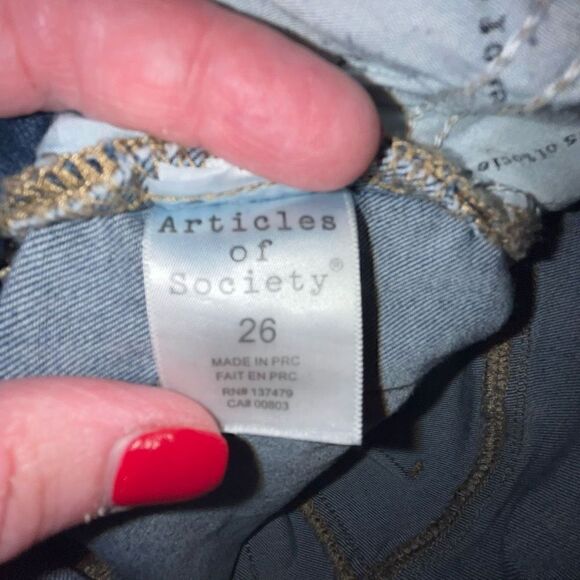 Articles
of
Society®
26
MADE IN PRC
FAIT EN PRC
RN# 137479
CA# 00803